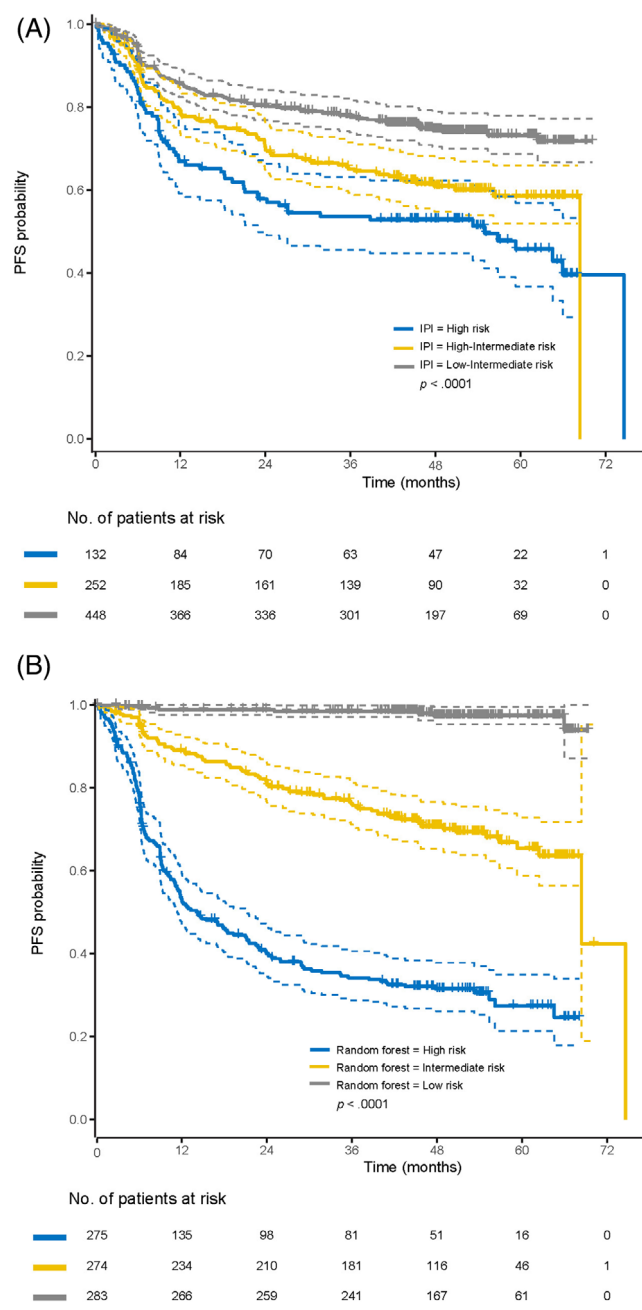 (A)
1.0
0.8
0.6
0.4
0.2
0.0
PFS probability
IPI = High risk
IPI = High-Intermediate risk
IPI = Low-Intermediate risk
p < .0001
0 12 24 36 48 60 72
Time (months)
No. of patients at risk
132 84 70 63 47 22 1
252 185 161 139 90 32 0
448 366 336 301 197 69 0
(B)
1.0
0.8
0.6
0.4
0.2
0.0
PFS probability
Random forest = High risk
Random forest = Intermediate risk
Random forest = Low risk
p < .0001
0 12 24 36 48 60 72
Time (months)
No. of patients at risk
275 135 98 81 51 16 0
274 234 210 181 116 46 1
283 266 259 241 167 61 0